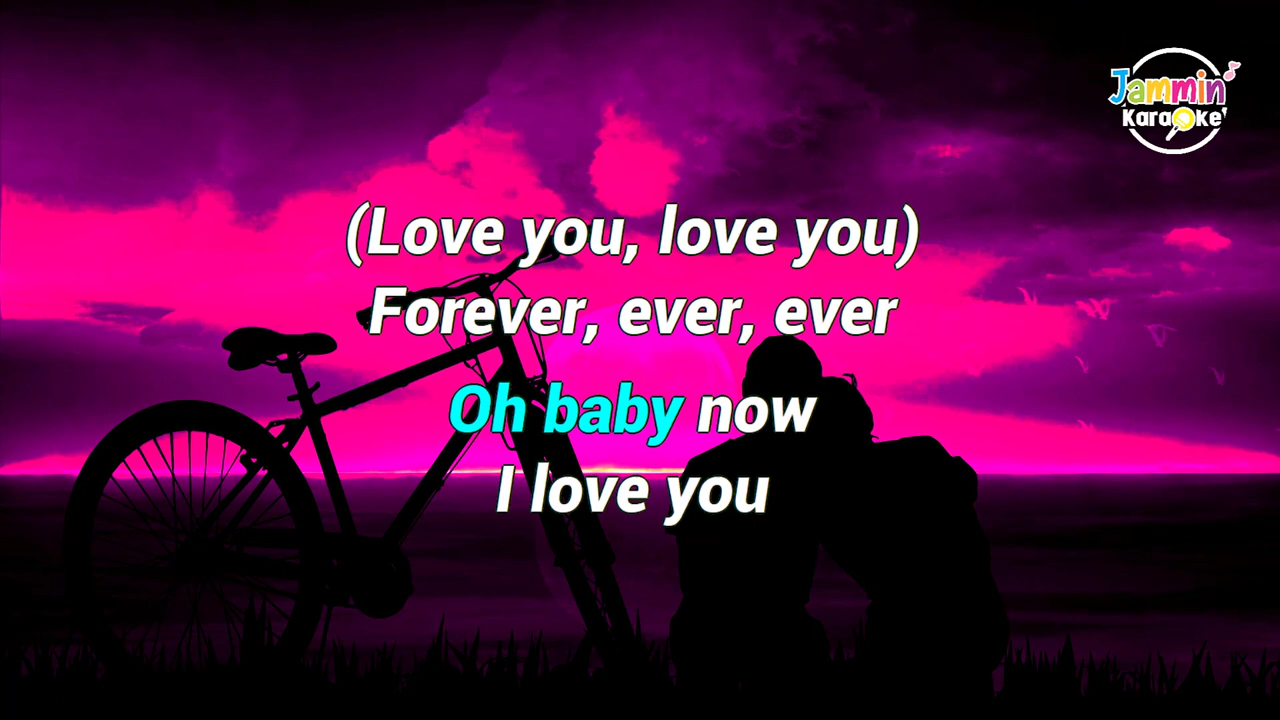 Jammin'
Karaoke
(Love you, love you)
Forever, ever, ever
Oh baby now
I love you